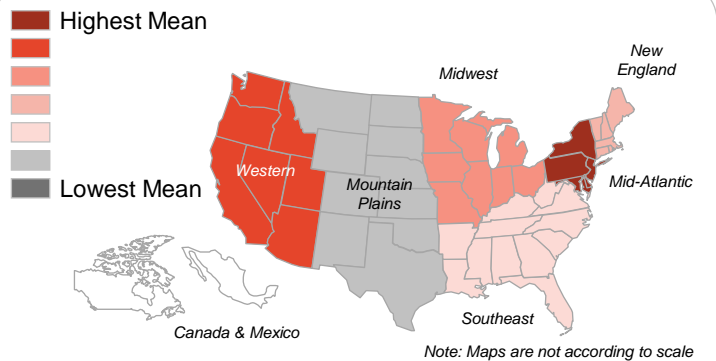 Highest Mean
Lowest Mean
New
England
Midwest
Western
Mountain
Plains
Mid-Atlantic
Southeast
Canada & Mexico
Note: Maps are not according to scale